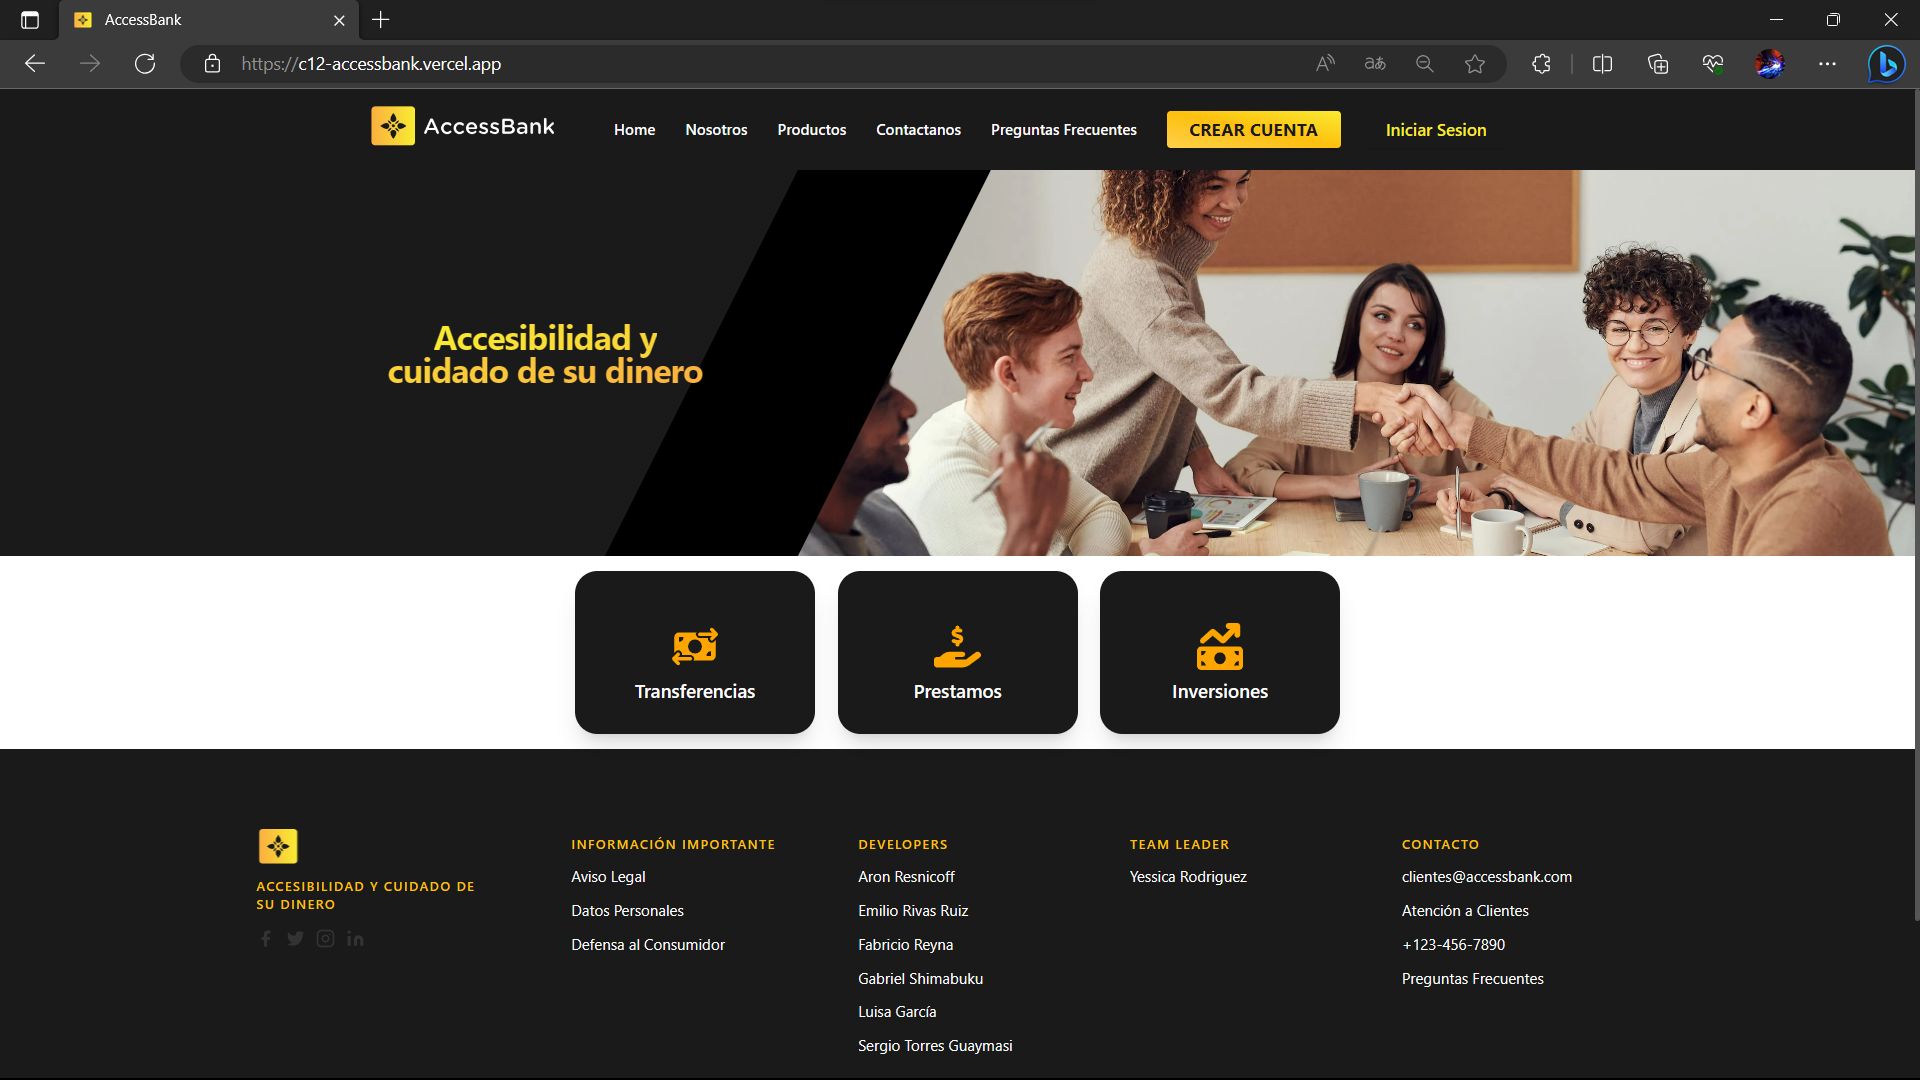 AccessBank
https://c12-accessbank.vercel.app
AccessBank
Home
Nosotros
Productos
Contactanos
Preguntas Frecuentes
CREAR CUENTA
Iniciar Sesion
Accesibilidad y
cuidado de su dinero
Transferencias
Prestamos
Inversiones
ACCESIBILIDAD Y CUIDADO DE
SU DINERO
INFORMACIÓN IMPORTANTE
Aviso Legal
Datos Personales
Defensa al Consumidor
DEVELOPERS
Aron Resnicoff
Emilio Rivas Ruiz
Fabricio Reyna
Gabriel Shimabuku
Luisa García
Sergio Torres Guaymasi
TEAM LEADER
Yessica Rodriguez
CONTACTO
clientes@accessbank.com
Atención a Clientes
+123-456-7890
Preguntas Frecuentes